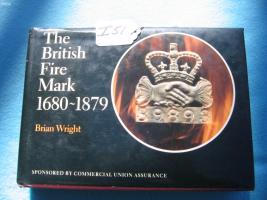 The
British
Fire
Mark
1680-1879
Brian Wright
SPONSORED BY COMMERCIAL UNION ASSURANCE